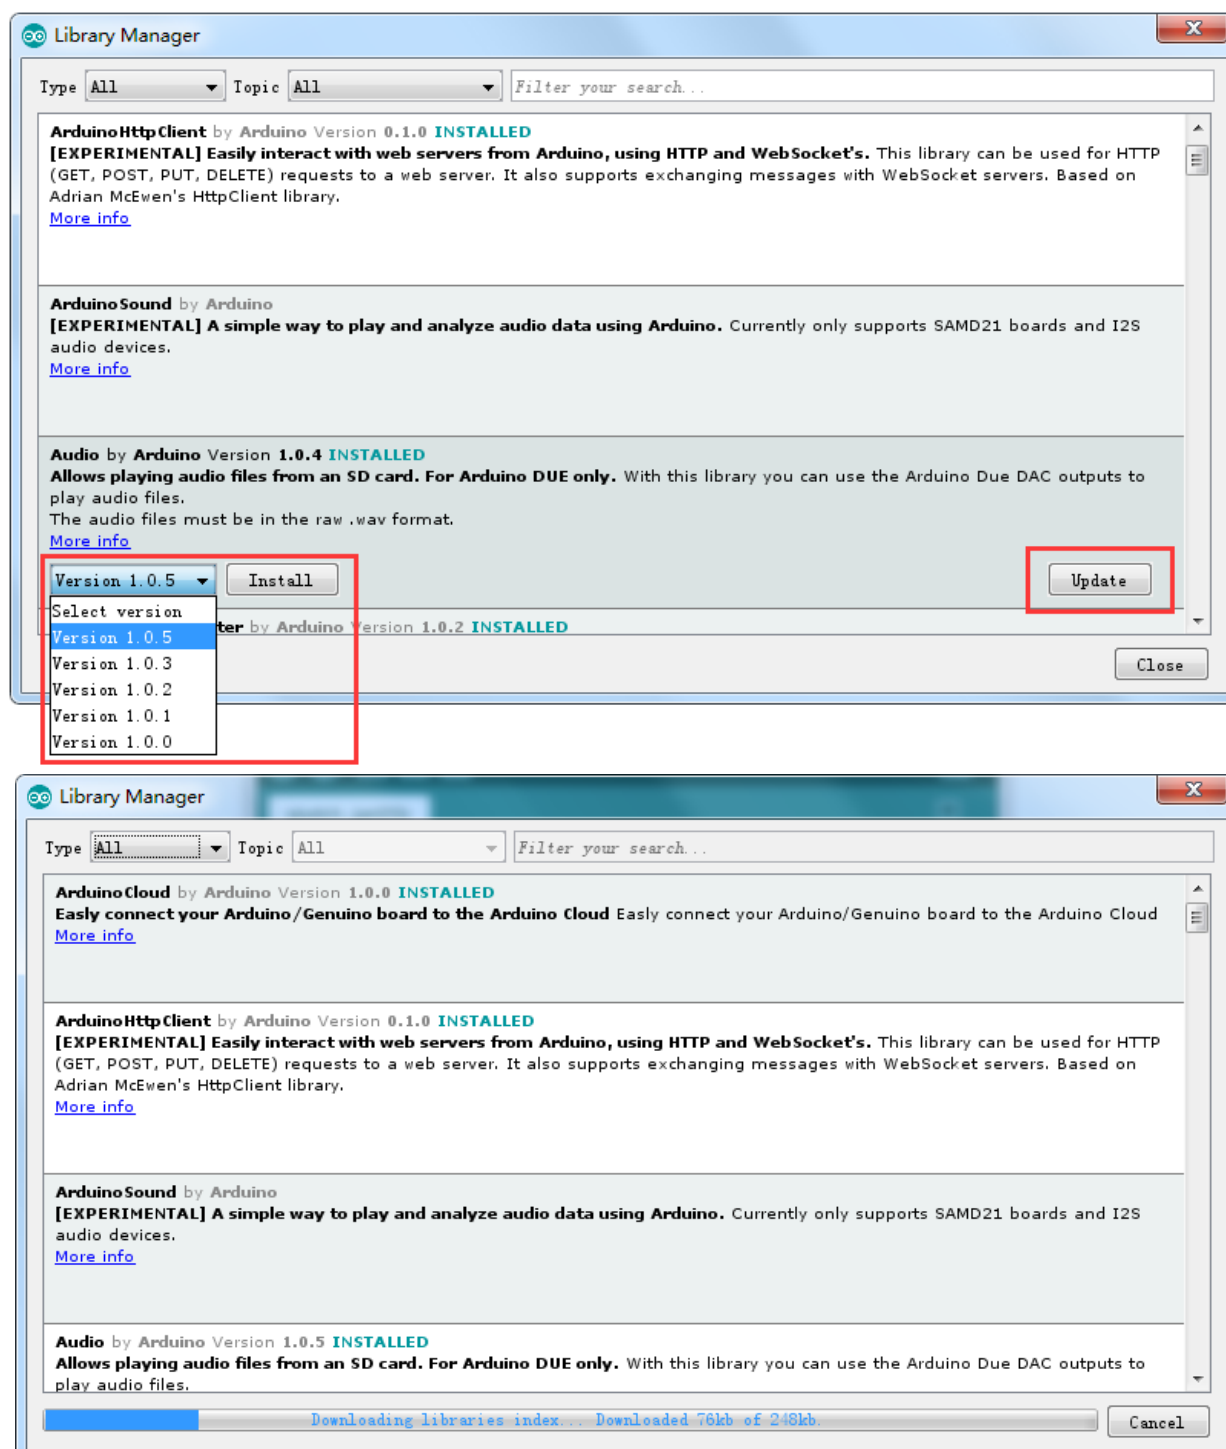 Library Manager
Type All Topic All Filter your search...
ArduinoHttpClient by Arduino Version 0.1.0 INSTALLED
[EXPERIMENTAL] Easily interact with web servers from Arduino, using HTTP and WebSocket's. This library can be used for HTTP
(GET, POST, PUT, DELETE) requests to a web server. It also supports exchanging messages with WebSocket servers. Based on
Adrian McEwen's HttpClient library.
More info
ArduinoSound by Arduino
[EXPERIMENTAL] A simple way to play and analyze audio data using Arduino. Currently only supports SAMD21 boards and I2S
audio devices.
More info
Audio by Arduino Version 1.0.4 INSTALLED
Allows playing audio files from an SD card. For Arduino DUE only. With this library you can use the Arduino Due DAC outputs to
play audio files.
The audio files must be in the raw .wav format.
More info
Version 1.0.5 Install Update
Select version
ter by Arduino Version 1.0.2 INSTALLED
Version 1.0.5
Version 1.0.3
Close
Version 1.0.2
Version 1.0.1
Version 1.0.0
Library Manager
Type All Topic All Filter your search...
ArduinoCloud by Arduino Version 1.0.0 INSTALLED
Easly connect your Arduino/Genuino board to the Arduino Cloud Easly connect your Arduino/Genuino board to the Arduino Cloud
More info
ArduinoHttpClient by Arduino Version 0.1.0 INSTALLED
[EXPERIMENTAL] Easily interact with web servers from Arduino, using HTTP and WebSocket's. This library can be used for HTTP
(GET, POST, PUT, DELETE) requests to a web server. It also supports exchanging messages with WebSocket servers. Based on
Adrian McEwen's HttpClient library.
More info
ArduinoSound by Arduino
[EXPERIMENTAL] A simple way to play and analyze audio data using Arduino. Currently only supports SAMD21 boards and I2S
audio devices.
More info
Audio by Arduino Version 1.0.5 INSTALLED
Allows playing audio files from an SD card. For Arduino DUE only. With this library you can use the Arduino Due DAC outputs to
play audio files.
Downloading libraries index... Downloaded 76kb of 248kb. Cancel